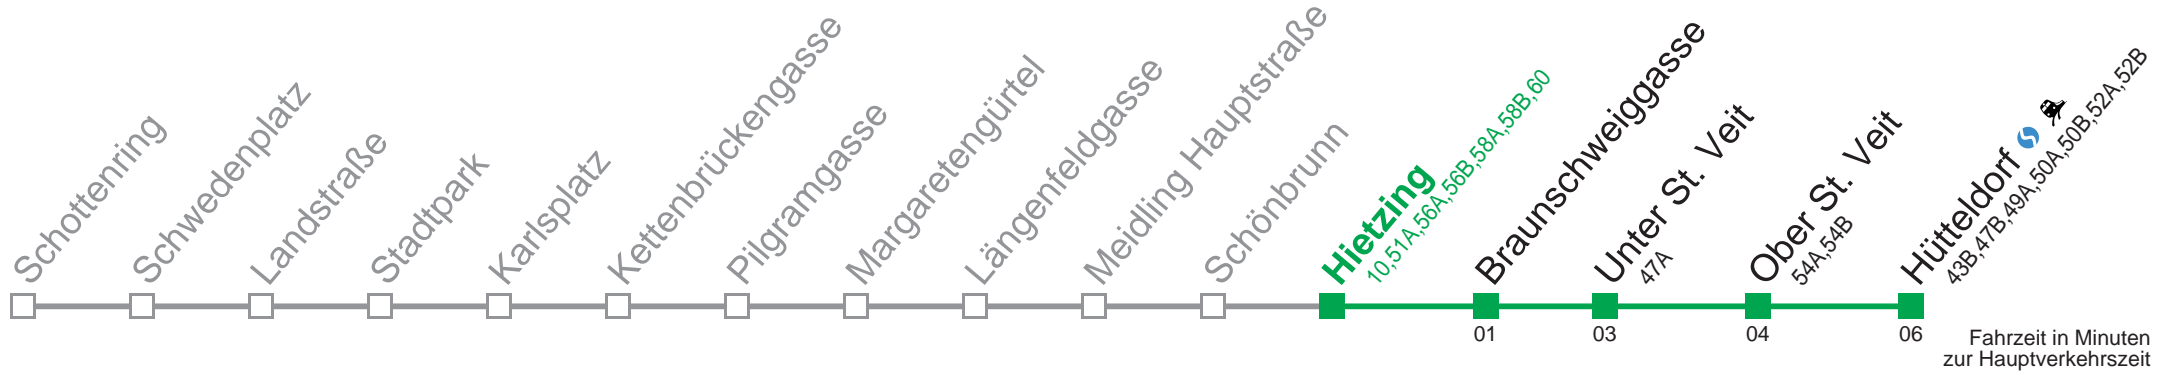 Schottenring
Schwedenplatz
Landstraße
Stadtpark
Karlsplatz
Kettenbrückengasse
Pilgramgasse
Margaretengürtel
Längenfeldgasse
Meidling Hauptstraße
Schönbrunn
Hietzing
10,51A,56A,56B,58A,58B,60
Braunschweiggasse
Unter St. Veit
47A
Ober St. Veit
54A,54B
Hütteldorf
43B,47B,49A,50A,50B,52A,52B
01
03
04
06
Fahrzeit in Minuten
zur Hauptverkehrszeit